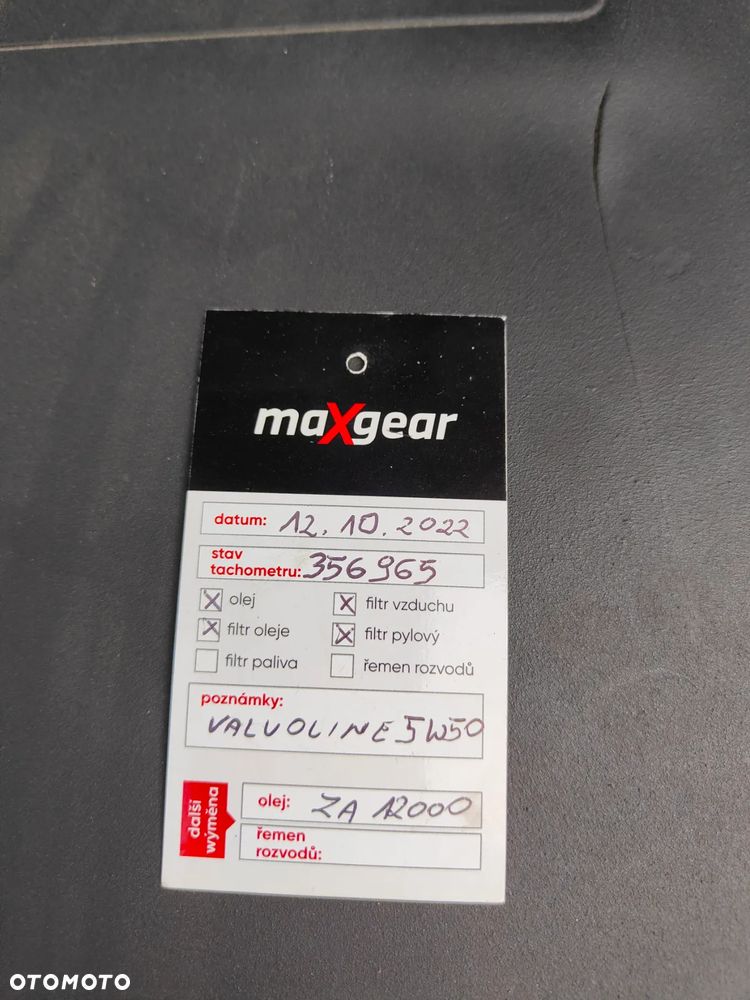 maXgear
datum: 12.10.2022
stav
tachometru: 356965
X olej X filtr vzduchu
X filtr oleje X filtr pylový
filtr paliva řemen rozvodů
poznámky:
VALVOLINE 5W50
další
wýměna
olej: ZA 12000
řemen
rozvodů:
OTOMOTO